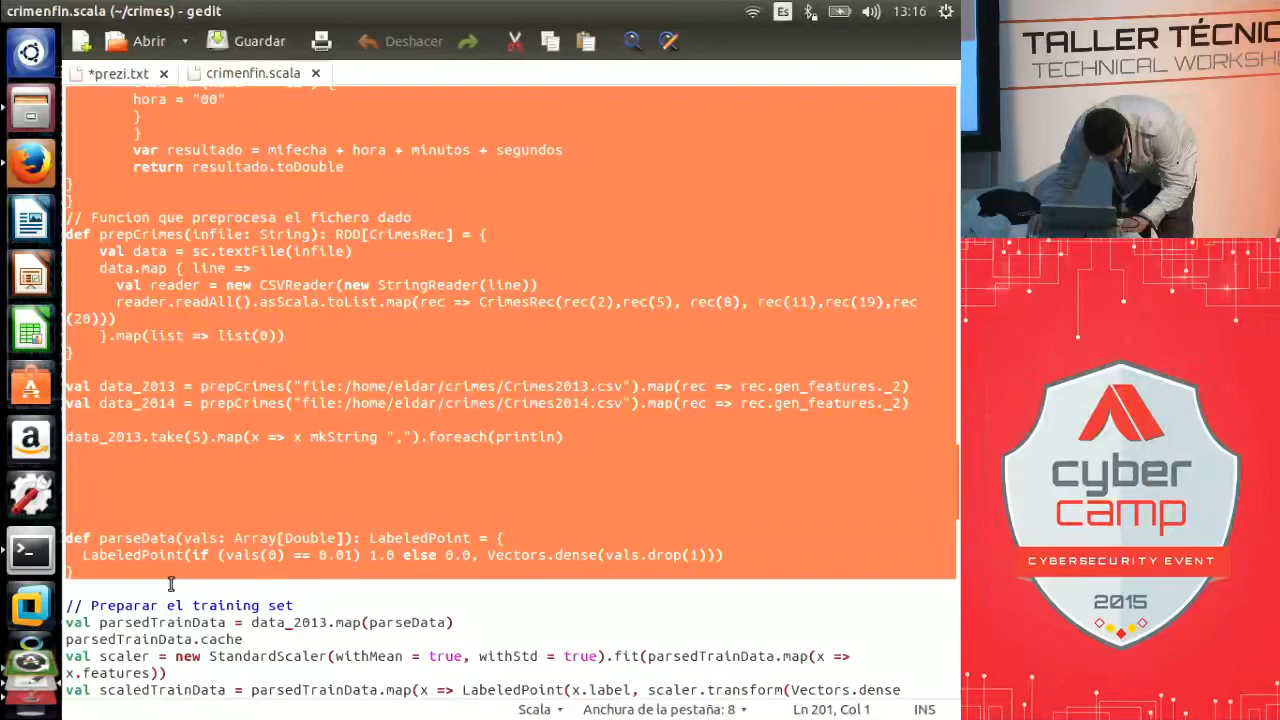 crimenfin.scala (~/crimes) - gedit
Es
13:16
Abrir
Guardar
Deshacer
*prezi.txt
crimenfin.scala
hora = "00"
}
}
var resultado = mifecha + hora + minutos + segundos
return resultado.toDouble
}
}
// Funcion que preprocesa el fichero dado
def prepCrimes(infile: String): RDD[CrimesRec] = {
val data = sc.textFile(infile)
data.map { line =>
val reader = new CSVReader(new StringReader(line))
reader.readAll().asScala.toList.map(rec => CrimesRec(rec(2),rec(5), rec(8), rec(11),rec(19),rec
(20)))
}.map(list => list(0))
}
val data_2013 = prepCrimes("file:/home/eldar/crimes/Crimes2013.csv").map(rec => rec.gen_features._2)
val data_2014 = prepCrimes("file:/home/eldar/crimes/Crimes2014.csv").map(rec => rec.gen_features._2)
data_2013.take(5).map(x => x mkString ",").foreach(println)
def parseData(vals: Array[Double]): LabeledPoint = {
LabeledPoint(if (vals(0) == 0.01) 1.0 else 0.0, Vectors.dense(vals.drop(1)))
}
// Preparar el training set
val parsedTrainData = data_2013.map(parseData)
parsedTrainData.cache
val scaler = new StandardScaler(withMean = true, withStd = true).fit(parsedTrainData.map(x =>
x.features))
val scaledTrainData = parsedTrainData.map(x => LabeledPoint(x.label, scaler.transform(Vectors.dense
Scala
Anchura de la pestaña: 8
Ln 201, Col 1
INS
TALLER TÉCNIC
TECHNICAL WORKSH
cyber
camp
CYBERSECURITY EVENT
2015